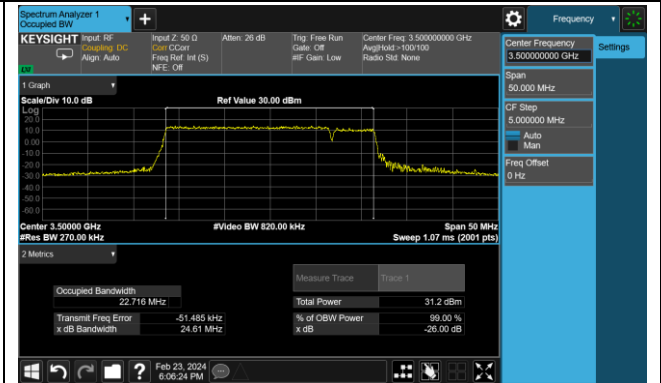 Spectrum Analyzer 1
Occupied BW
Frequency
KEYSIGHT
Input: RF
Coupling: DC
Align: Auto
Input Z: 50 Ω
Corr CCorr
Freq Ref: Int (S)
NFE: Off
Atten: 26 dB
Trig: Free Run
Gate: Off
#IF Gain: Low
Center Freq: 3.500000000 GHz
Avg|Hold:>100/100
Radio Std: None
Center Frequency
3.500000000 GHz
Settings
Span
50.000 MHz
CF Step
5.000000 MHz
Auto
Man
Freq Offset
0 Hz
1 Graph
Scale/Div 10.0 dB
Ref Value 30.00 dBm
Log
20.0
10.0
0.00
-10.0
-20.0
-30.0
-40.0
-50.0
-60.0
Center 3.50000 GHz
#Video BW 820.00 kHz
Span 50 MHz
#Res BW 270.00 kHz
Sweep 1.07 ms (2001 pts)
2 Metrics
Measure Trace
Trace 1
Occupied Bandwidth
22.716 MHz
Total Power
31.2 dBm
Transmit Freq Error
-51.485 kHz
% of OBW Power
99.00 %
x dB Bandwidth
24.61 MHz
x dB
-26.00 dB
?
Feb 23, 2024
6:06:24 PM